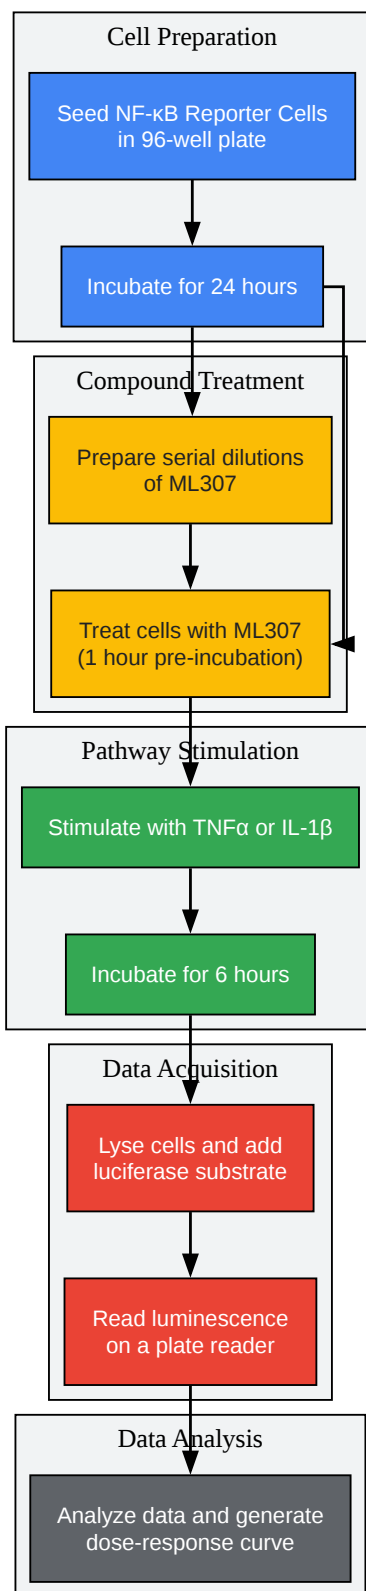 Cell Preparation
Seed NF-κB Reporter Cells
in 96-well plate
Incubate for 24 hours
Compound Treatment
Prepare serial dilutions
of ML307
Treat cells with ML307
(1 hour pre-incubation)
Pathway Stimulation
Stimulate with TNFα or IL-1β
Incubate for 6 hours
Data Acquisition
Lyse cells and add
luciferase substrate
Read luminescence
on a plate reader
Data Analysis
Analyze data and generate
dose-response curve